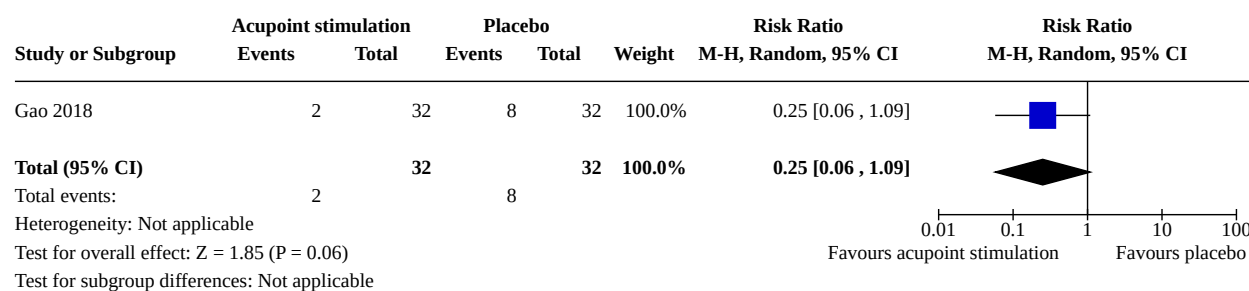 Acupoint stimulation Placebo Risk Ratio Risk Ratio
Study or Subgroup Events Total Events Total Weight M-H, Random, 95% CI M-H, Random, 95% CI
Gao 2018 2 32 8 32 100.0% 0.25 [0.06 , 1.09]
Total (95% CI) 32 32 100.0% 0.25 [0.06 , 1.09]
Total events: 2 8
Heterogeneity: Not applicable
0.01 0.1 1 10 100
Test for overall effect: Z = 1.85 (P = 0.06) Favours acupoint stimulation Favours placebo
Test for subgroup differences: Not applicable